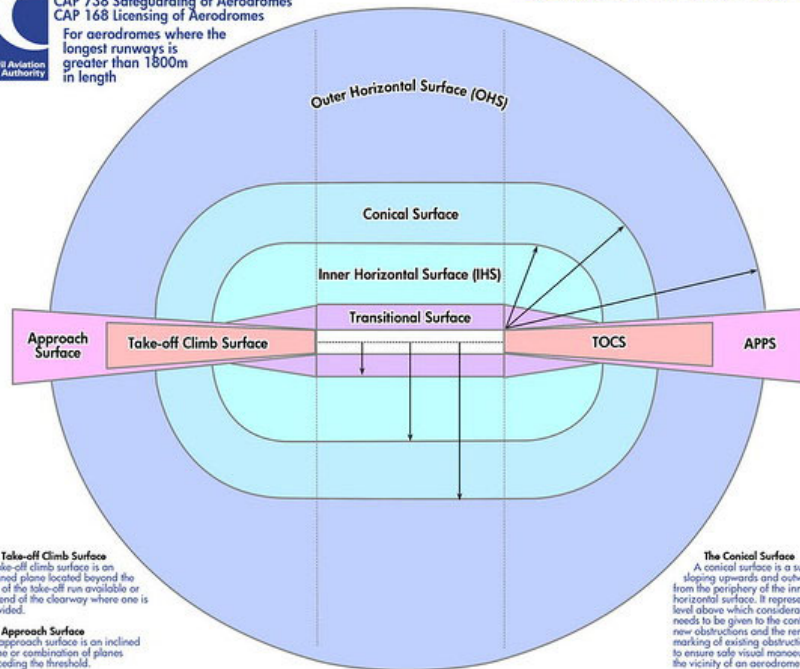 CAP 738 Safeguarding of Aerodromes
CAP 168 Licensing of Aerodromes
For aerodromes where the
longest runways is
greater than 1800m
in length
il Aviation
Authority
Outer Horizontal Surface (OHS)
Conical Surface
Inner Horizontal Surface (IHS)
Transitional Surface
Approach
Surface
Take-off Climb Surface
TOCS
APPS
Take-off Climb Surface
ke-off climb surface is an
ned plane located beyond the
of the take-off run available or
end of the clearway where one is
vided.
Approach Surface
approach surface is an inclined
ne or combination of planes
ceding the threshold.
The Conical Surface
A conical surface is a su
sloping upwards and outw
from the periphery of the inn
horizontal surface. It represe
level above which considera
needs to be given to the cont
new obstructions and the rem
marking of existing obstructi
to ensure safe visual manoeu
the vicinity of an aerodrome